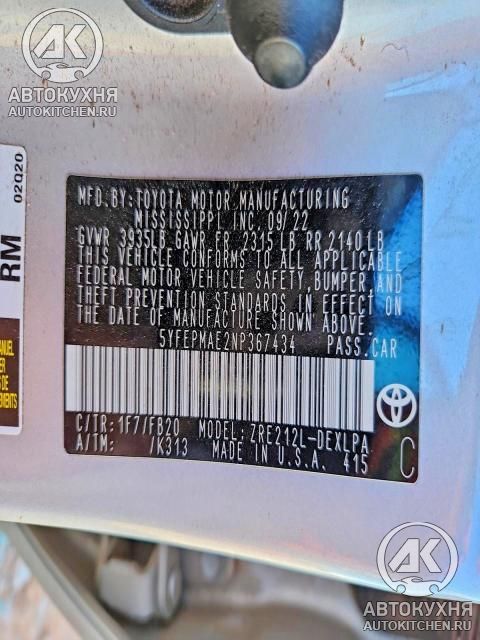 AK
АВТОКУХНЯ
AUTOKITCHEN.RU
02020
RM
MFD. BY: TOYOTA MOTOR MANUFACTURING
MISSISSIPPI, INC. 09/22
GVWR 3935LB GAWR FR 2315 LB RR 2140LB
THIS VEHICLE CONFORMS TO ALL APPLICABLE
FEDERAL MOTOR VEHICLE SAFETY, BUMPER, AND
THEFT PREVENTION STANDARDS IN EFFECT ON
THE DATE OF MANUFACTURE SHOWN ABOVE.
5YFEPMAE2NP367434 PASS.CAR
C/TR: 1F7/FB20 MODEL: ZRE212L-DEXLPA
A/TM: /K313 MADE IN U.S.A. 415
C
AK
АВТОКУХНЯ
AUTOKITCHEN.RU